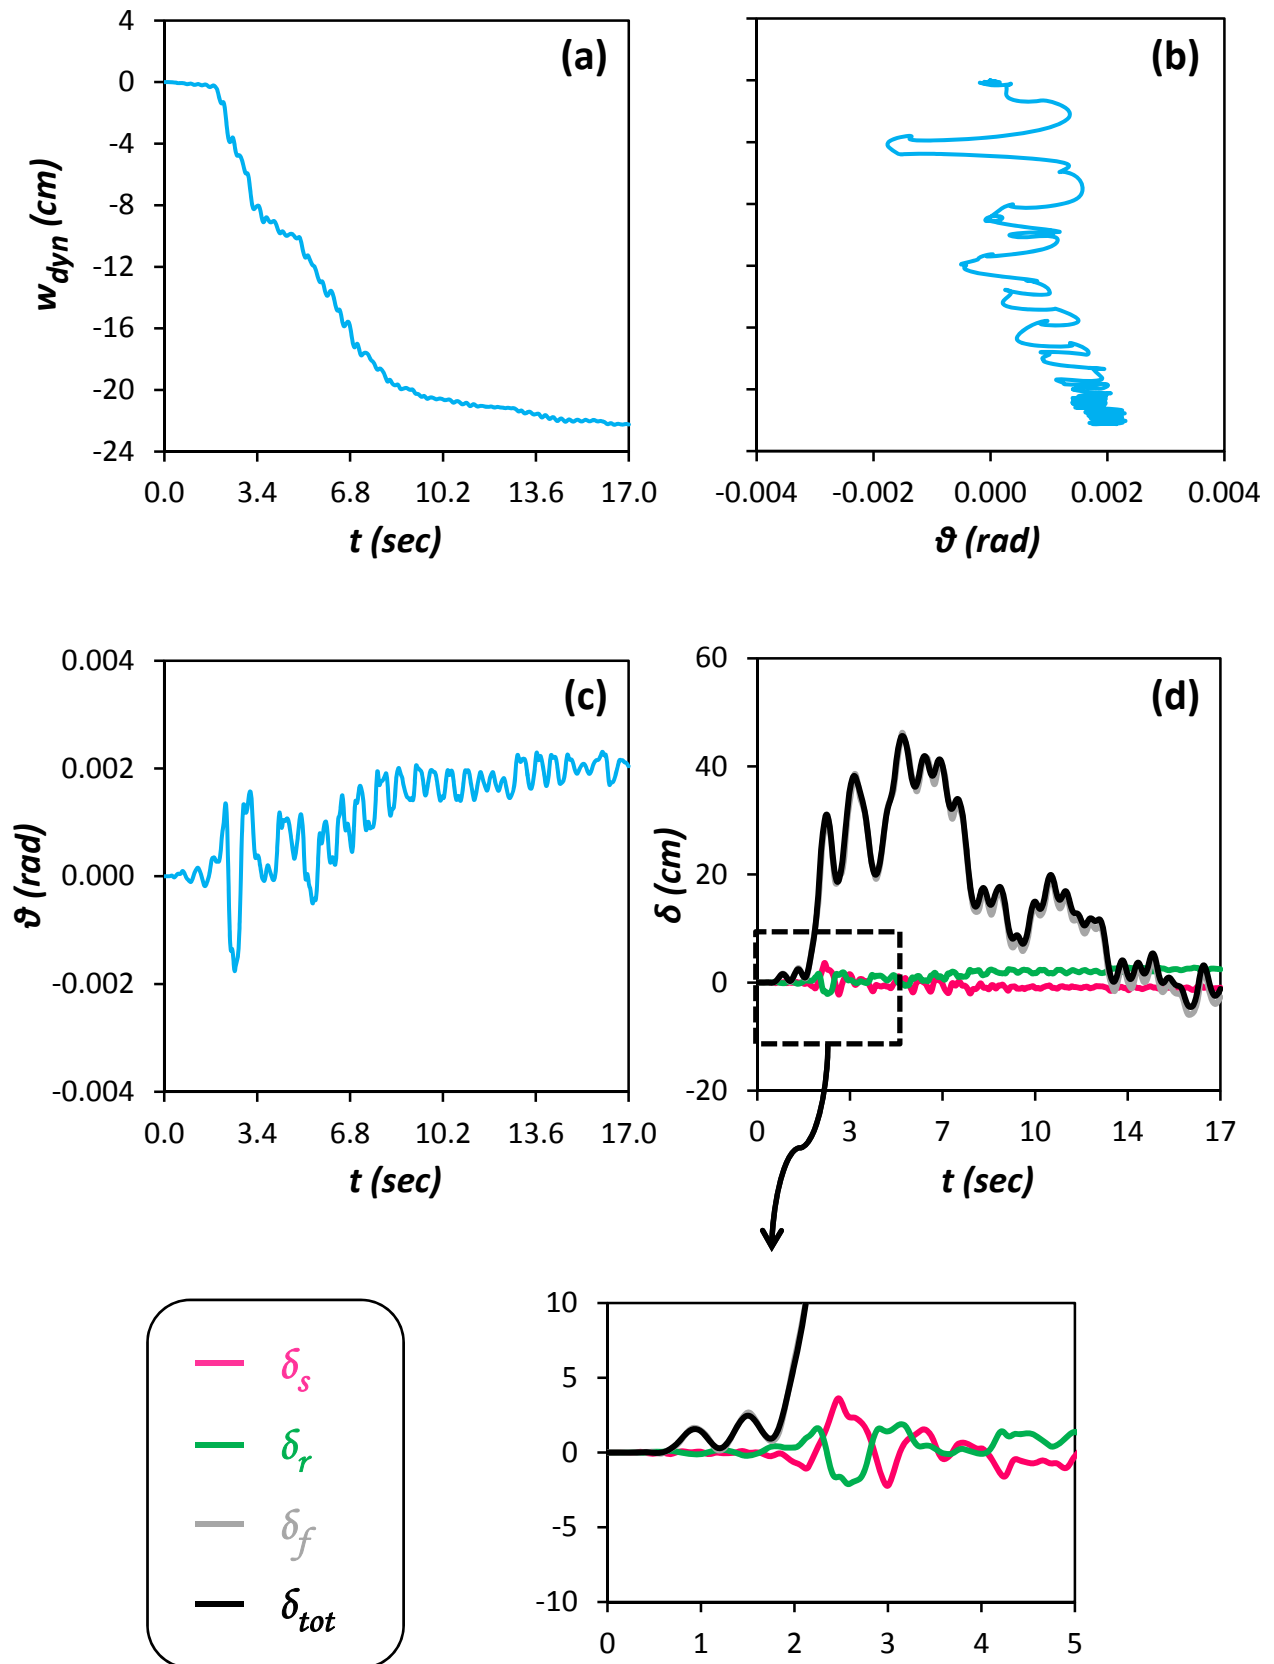 4
0
-4
-8
-12
-16
-20
-24
w_dyn (cm)
(a)
0.0 3.4 6.8 10.2 13.6 17.0
t (sec)
(b)
-0.004 -0.002 0.000 0.002 0.004
ϑ (rad)
0.004
0.002
0.000
-0.002
-0.004
ϑ (rad)
(c)
0.0 3.4 6.8 10.2 13.6 17.0
t (sec)
60
40
20
0
-20
δ (cm)
(d)
0 3 7 10 14 17
t (sec)
δ_s
δ_r
δ_f
δ_tot
10
5
0
-5
-10
0 1 2 3 4 5